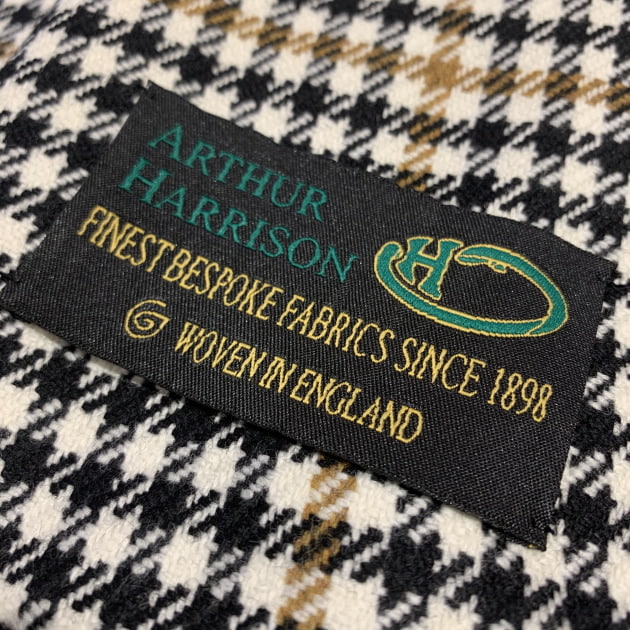 ARTHUR
HARRISON
H
FINEST BESPOKE FABRICS SINCE 1898
WOVEN IN ENGLAND